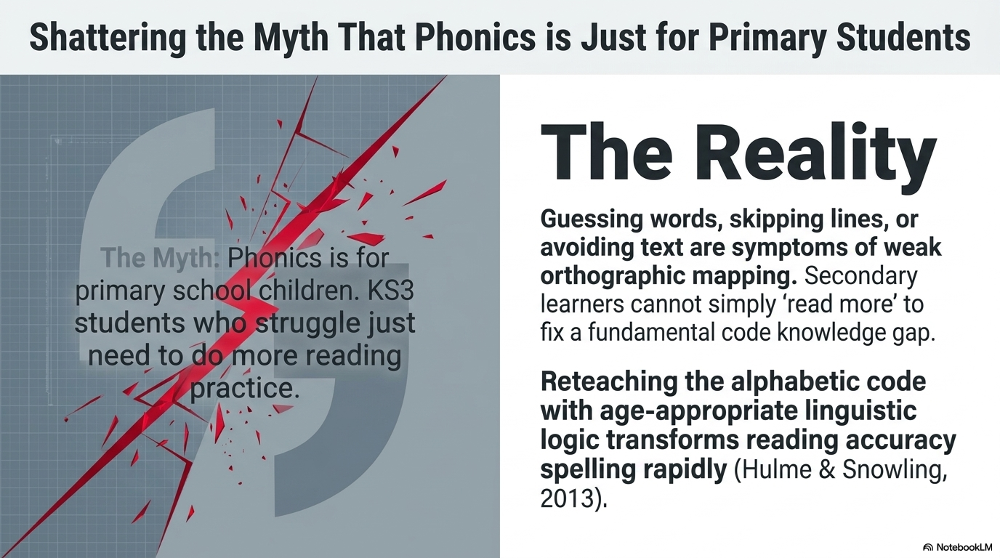 Shattering the Myth That Phonics is Just for Primary Students
The Myth: Phonics is for
primary school children. KS3
students who struggle just
need to do more reading
practice.
The Reality
Guessing words, skipping lines, or
avoiding text are symptoms of weak
orthographic mapping. Secondary
learners cannot simply ‘read more’ to
fix a fundamental code knowledge gap.
Reteaching the alphabetic code
with age-appropriate linguistic
logic transforms reading accuracy
spelling rapidly (Hulme & Snowling,
2013).
NotebookLM